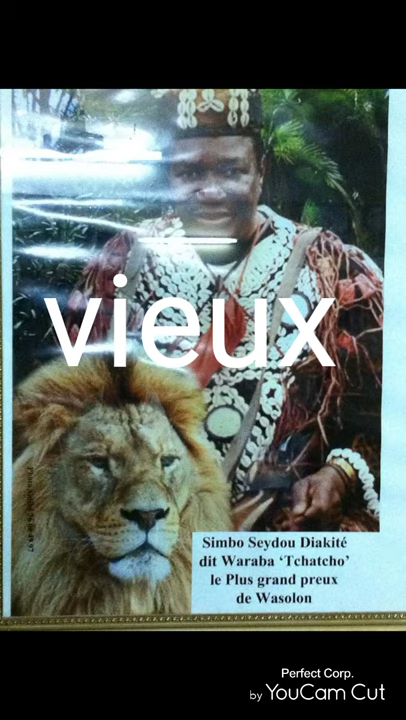 vieux
Simbo Seydou Diakité
dit Waraba ‘Tchatcho’
le Plus grand preux
de Wasolon
Perfect Corp.
by YouCam Cut